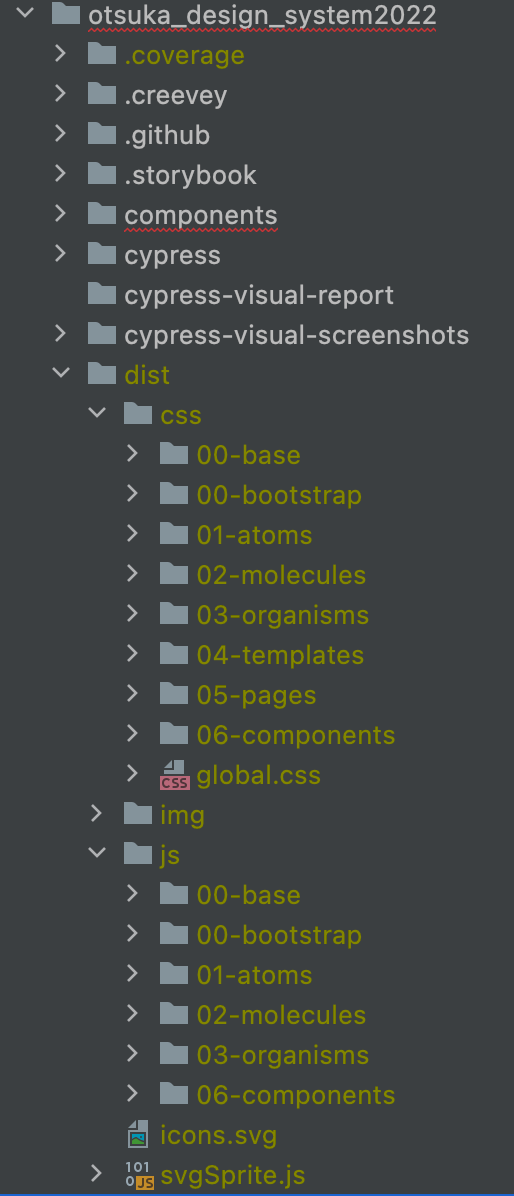 otsuka_design_system2022
.coverage
.creevey
.github
.storybook
components
cypress
cypress-visual-report
cypress-visual-screenshots
dist
css
00-base
00-bootstrap
01-atoms
02-molecules
03-organisms
04-templates
05-pages
06-components
CSS global.css
img
js
00-base
00-bootstrap
01-atoms
02-molecules
03-organisms
06-components
icons.svg
101
0 JS svgSprite.js